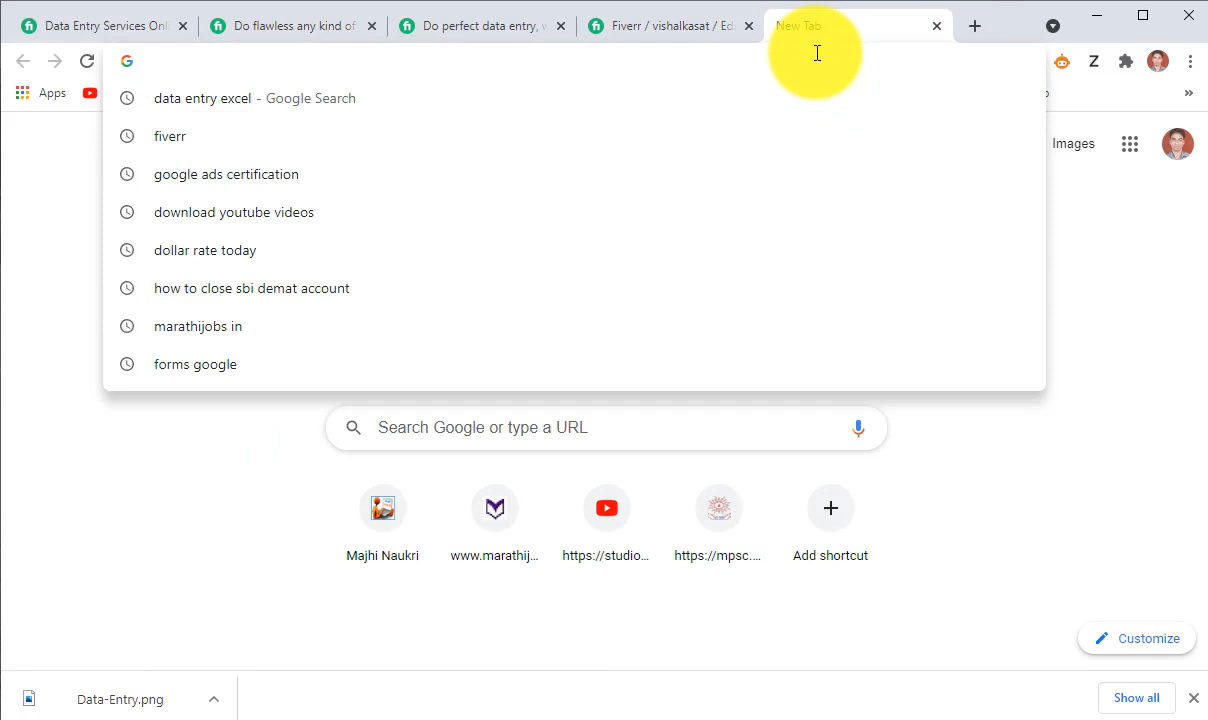 Data Entry Services Onl
Do flawless any kind of
Do perfect data entry, w
Fiverr / vishalkasat / Ed
New Tab
Apps
data entry excel - Google Search
fiverr
google ads certification
download youtube videos
dollar rate today
how to close sbi demat account
marathijobs in
forms google
Images
Search Google or type a URL
Majhi Naukri
www.marathij...
https://studio...
https://mpsc....
Add shortcut
Customize
Data-Entry.png
Show all